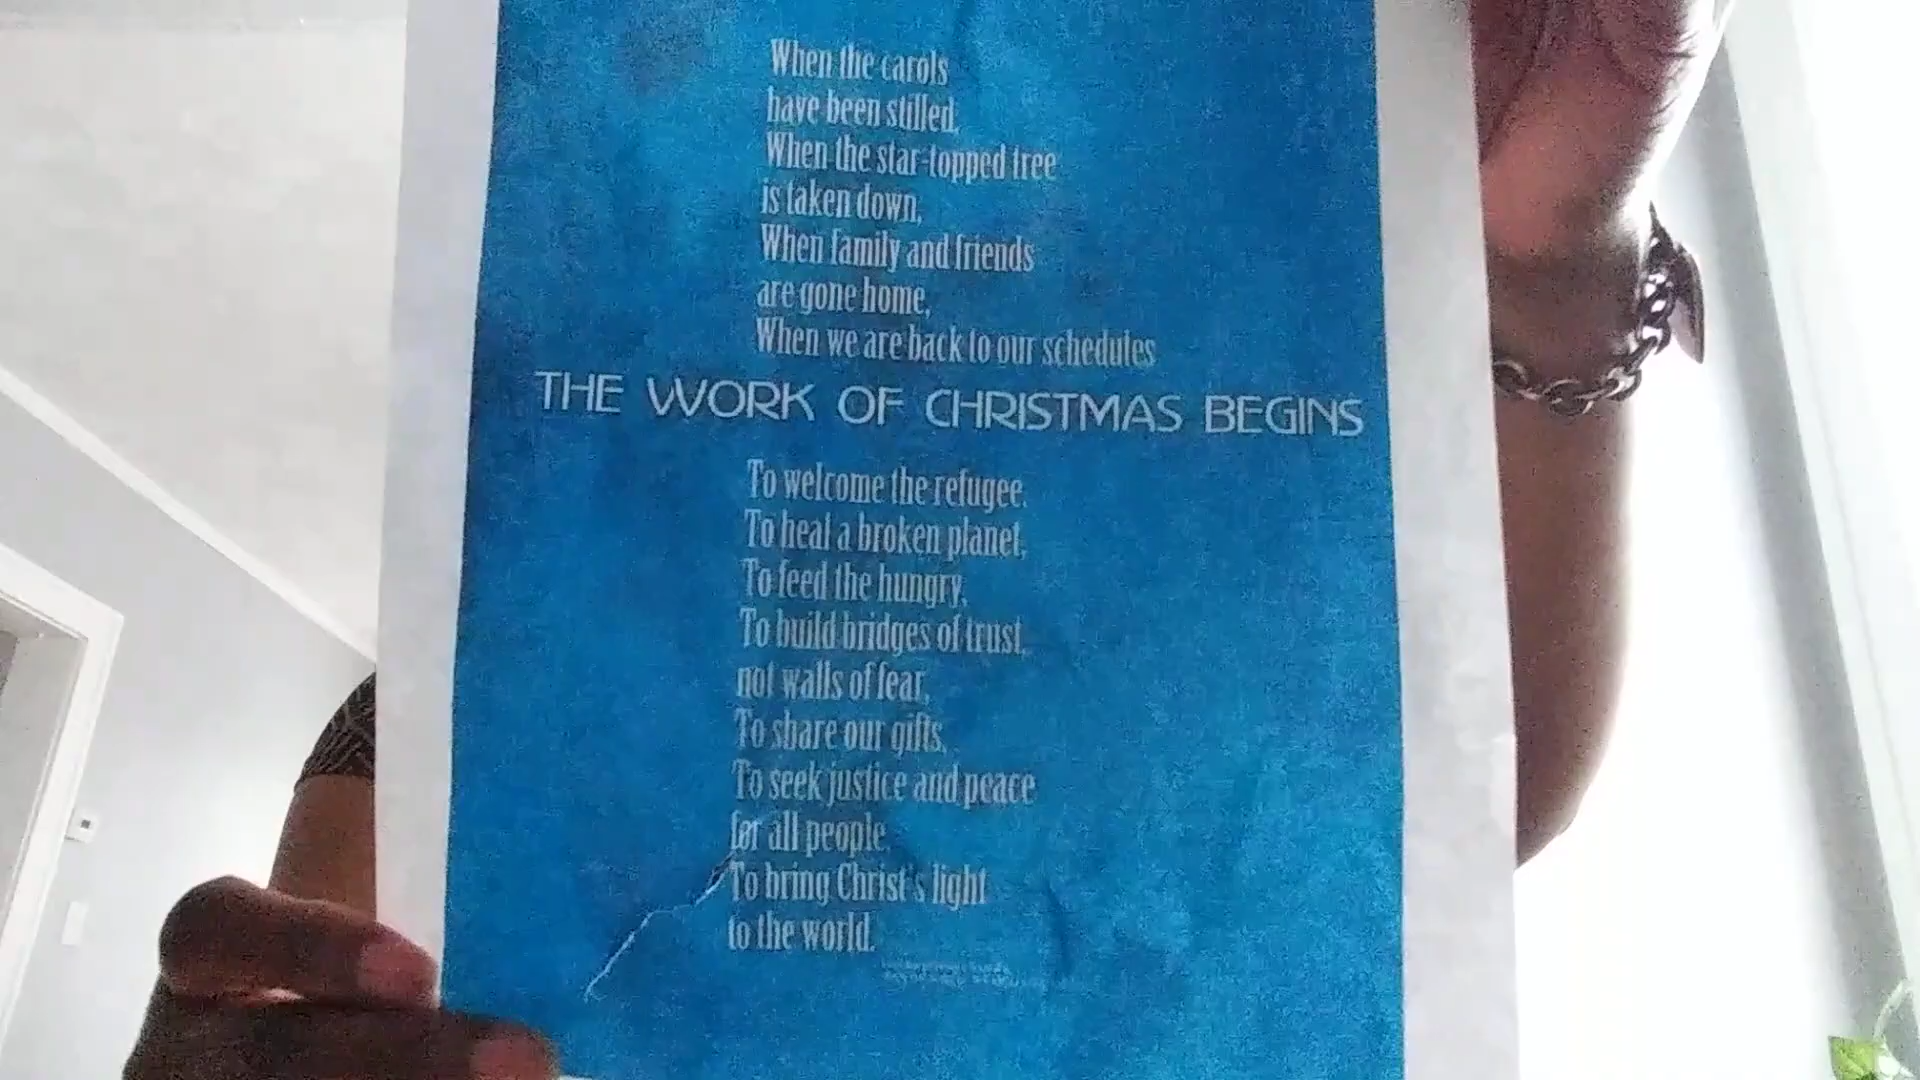 When the carols
have been stilled,
When the star-topped tree
is taken down,
When family and friends
are gone home,
When we are back to our schedules
THE WORK OF CHRISTMAS BEGINS
To welcome the refugee,
To heal a broken planet,
To feed the hungry,
To build bridges of trust,
not walls of fear,
To share our gifts,
To seek justice and peace
for all people,
To bring Christ's light
to the world.